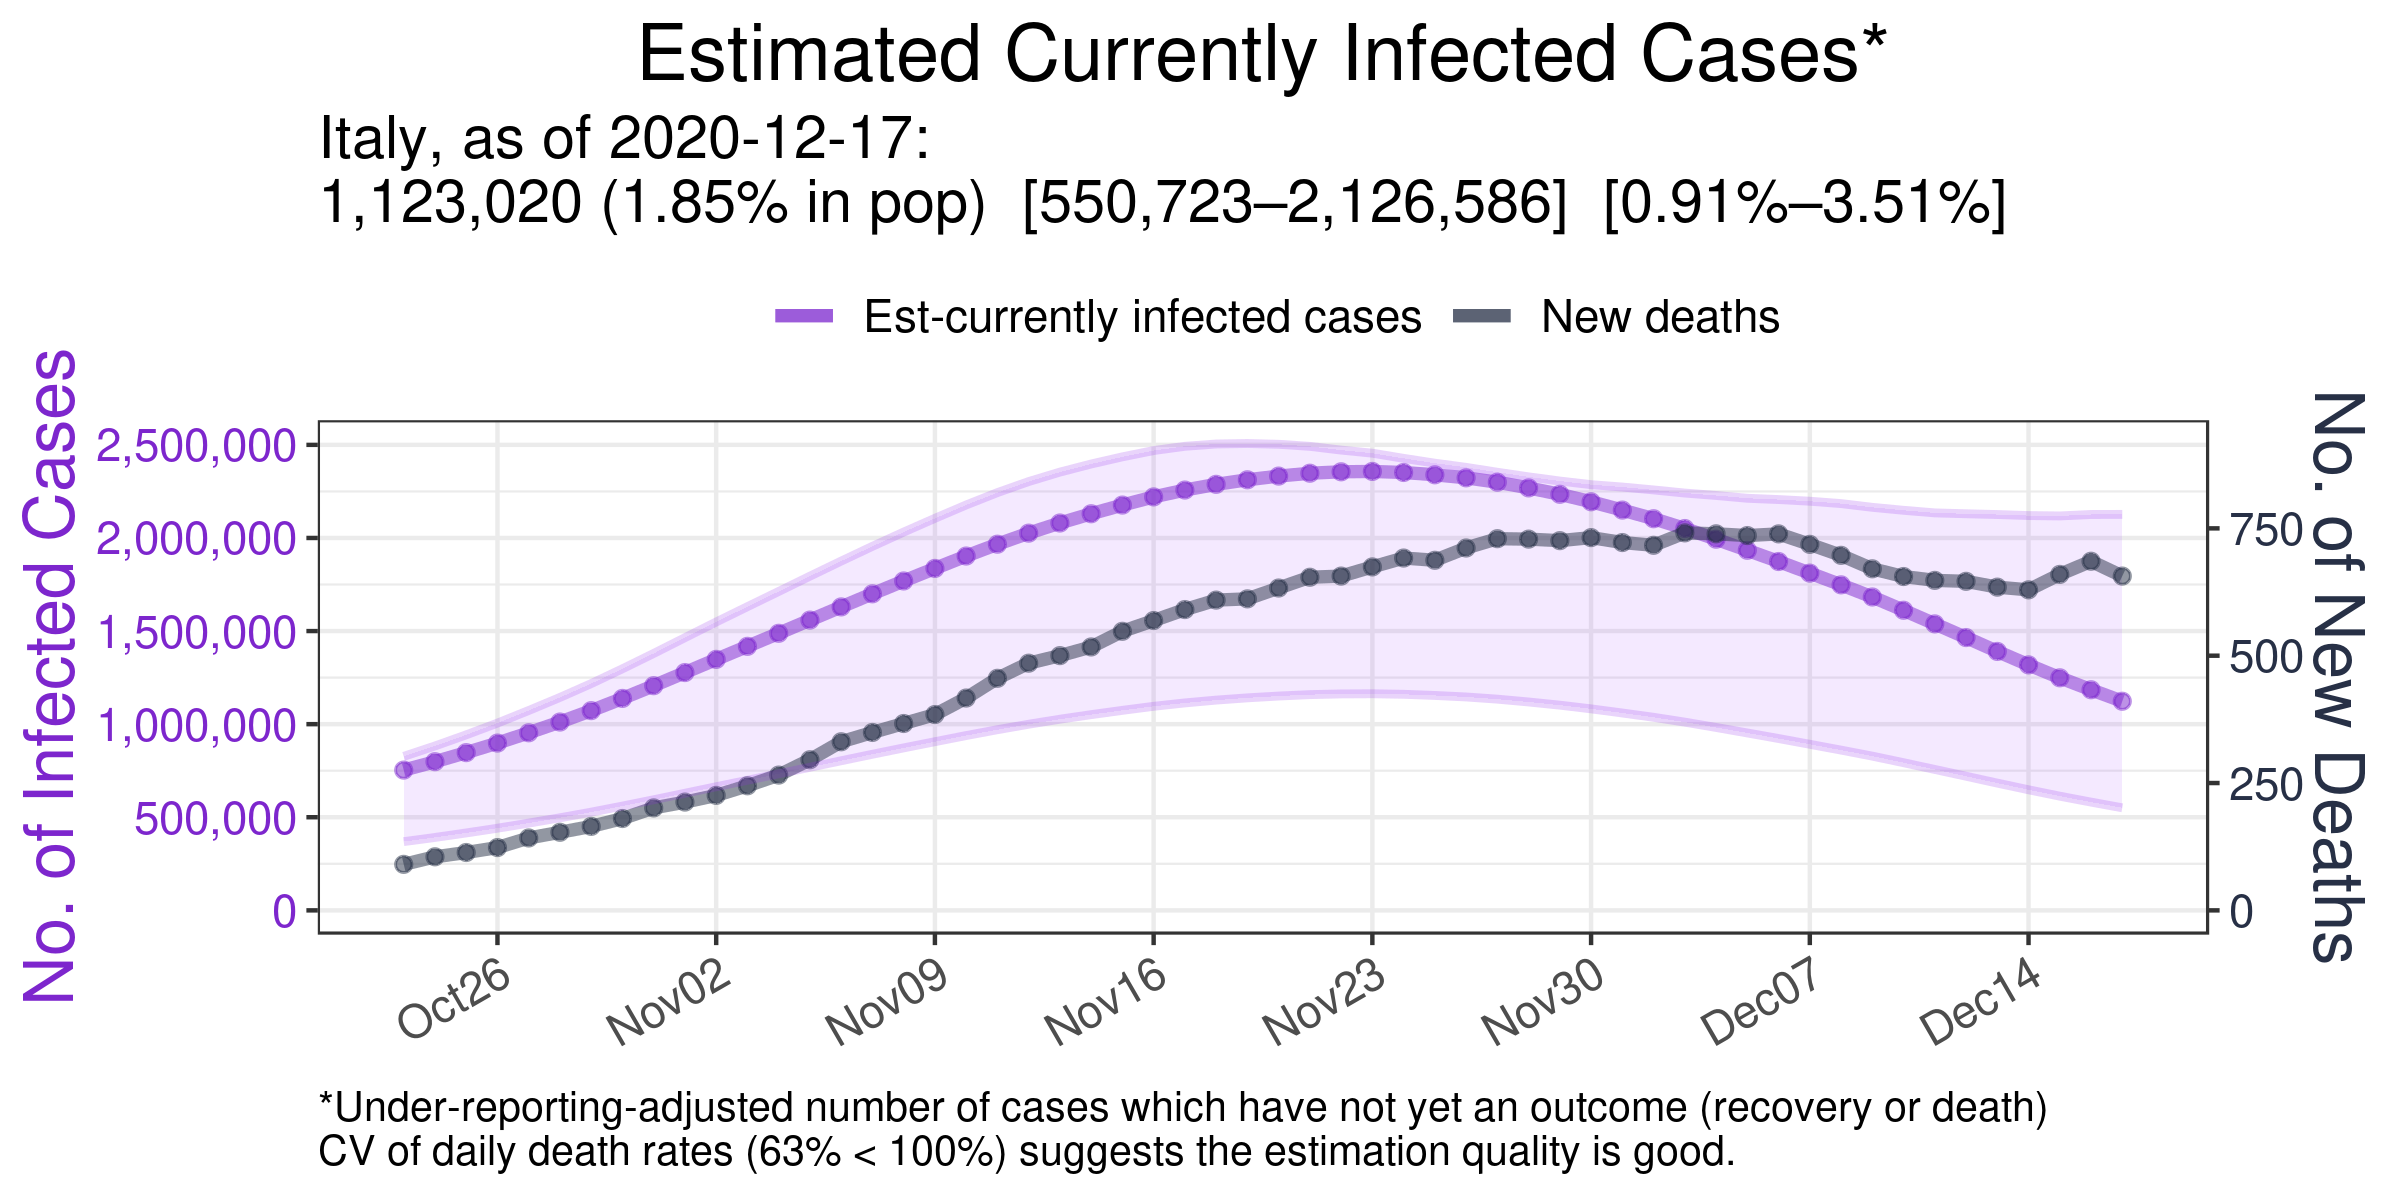 Estimated Currently Infected Cases*
Italy, as of 2020-12-17:
1,123,020 (1.85% in pop)  [550,723–2,126,586]  [0.91%–3.51%]
Est-currently infected cases
New deaths
No. of Infected Cases
2,500,000
2,000,000
1,500,000
1,000,000
500,000
0
No. of New Deaths
750
500
250
0
Oct26
Nov02
Nov09
Nov16
Nov23
Nov30
Dec07
Dec14
*Under-reporting-adjusted number of cases which have not yet an outcome (recovery or death)
CV of daily death rates (63% < 100%) suggests the estimation quality is good.